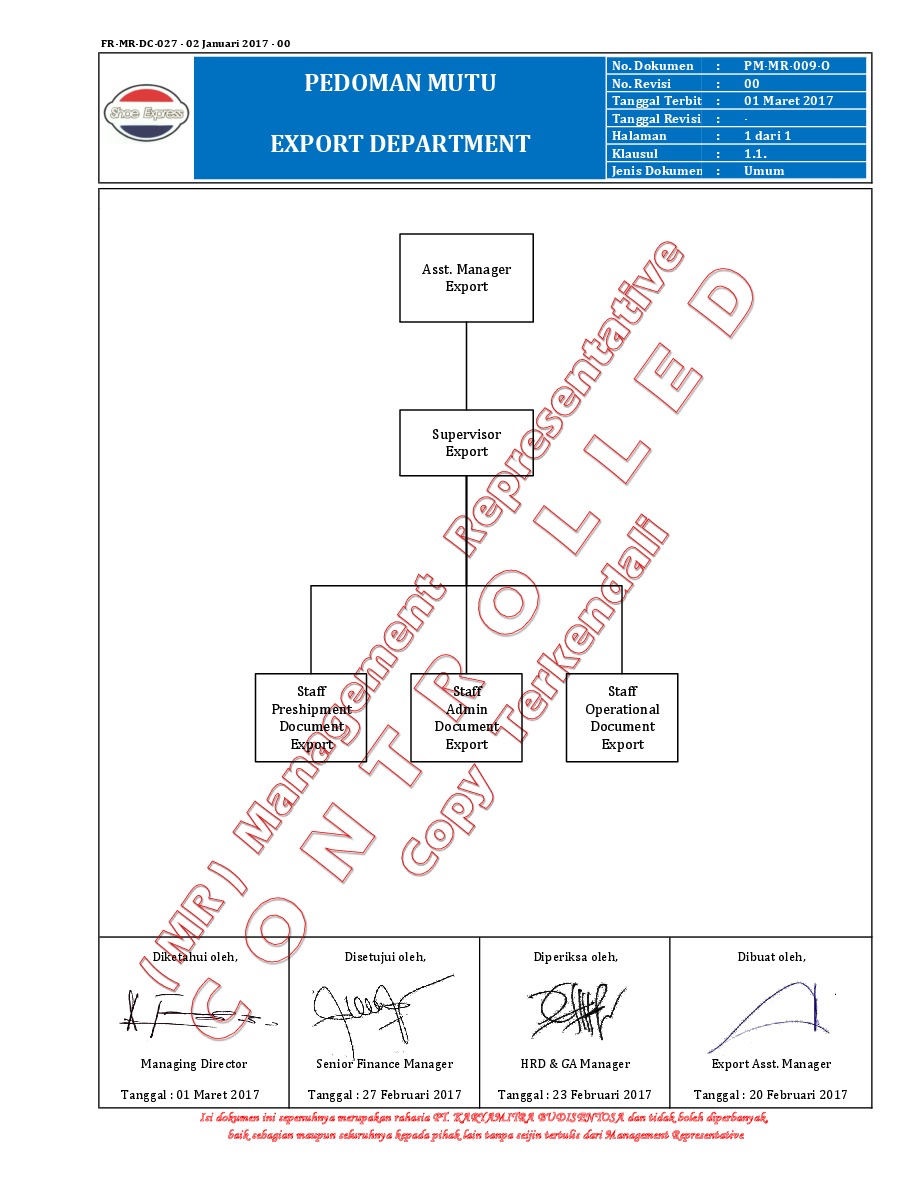 FR-MR-DC-027 - 02 Januari 2017 - 00
Shoe Express
PEDOMAN MUTU
EXPORT DEPARTMENT
No. Dokumen : PM-MR-009-O
No. Revisi : 00
Tanggal Terbit : 01 Maret 2017
Tanggal Revisi : -
Halaman : 1 dari 1
Klausul : 1.1.
Jenis Dokumen : Umum
Asst. Manager
Export
Supervisor
Export
Staff
Preshipment
Document
Export
Staff
Admin
Document
Export
Staff
Operational
Document
Export
(MR) Management Representative
CONTROLLED
Copy Terkendali
Diketahui oleh,
Managing Director
Tanggal : 01 Maret 2017
Disetujui oleh,
Senior Finance Manager
Tanggal : 27 Februari 2017
Diperiksa oleh,
HRD & GA Manager
Tanggal : 23 Februari 2017
Dibuat oleh,
Export Asst. Manager
Tanggal : 20 Februari 2017
Isi dokumen ini sepenuhnya merupakan rahasia PT. KARYAMITRA BUDISENTOSA dan tidak boleh diperbanyak,
baik sebagian maupun seluruhnya kepada pihak lain tanpa seijin tertulis dari Management Representative